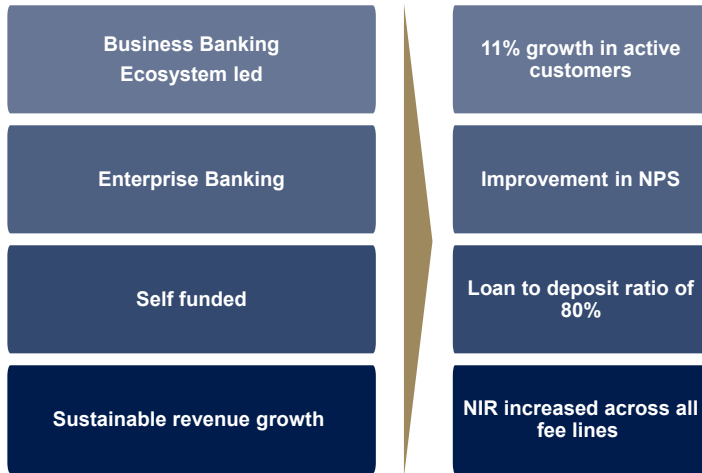 Business Banking
Ecosystem led
11% growth in active
customers
Enterprise Banking
Improvement in NPS
Self funded
Loan to deposit ratio of
80%
Sustainable revenue growth
NIR increased across all
fee lines